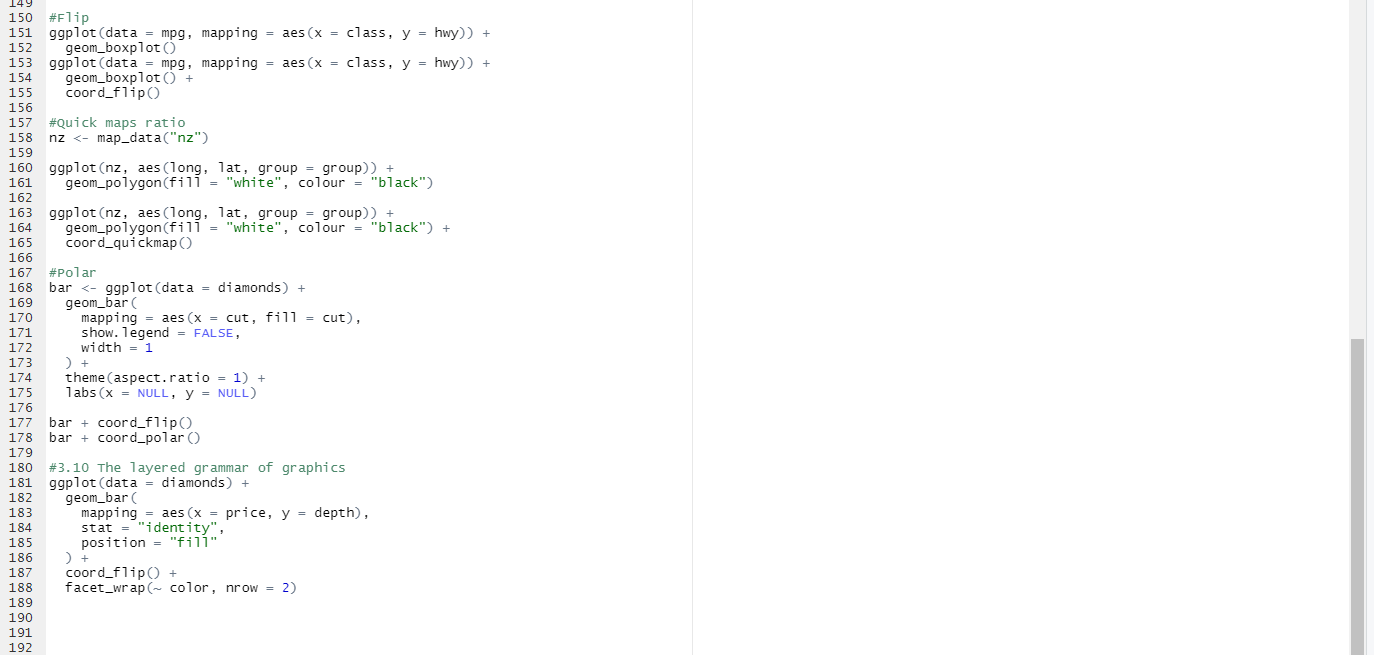 149
150 #Flip
151 ggplot(data = mpg, mapping = aes(x = class, y = hwy)) +
152   geom_boxplot()
153 ggplot(data = mpg, mapping = aes(x = class, y = hwy)) +
154   geom_boxplot() +
155   coord_flip()
156
157 #Quick maps ratio
158 nz <- map_data("nz")
159
160 ggplot(nz, aes(long, lat, group = group)) +
161   geom_polygon(fill = "white", colour = "black")
162
163 ggplot(nz, aes(long, lat, group = group)) +
164   geom_polygon(fill = "white", colour = "black") +
165   coord_quickmap()
166
167 #Polar
168 bar <- ggplot(data = diamonds) +
169   geom_bar(
170     mapping = aes(x = cut, fill = cut),
171     show.legend = FALSE,
172     width = 1
173   ) +
174   theme(aspect.ratio = 1) +
175   labs(x = NULL, y = NULL)
176
177 bar + coord_flip()
178 bar + coord_polar()
179
180 #3.10 The layered grammar of graphics
181 ggplot(data = diamonds) +
182   geom_bar(
183     mapping = aes(x = price, y = depth),
184     stat = "identity",
185     position = "fill"
186   ) +
187   coord_flip() +
188   facet_wrap(~ color, nrow = 2)
189
190
191
192